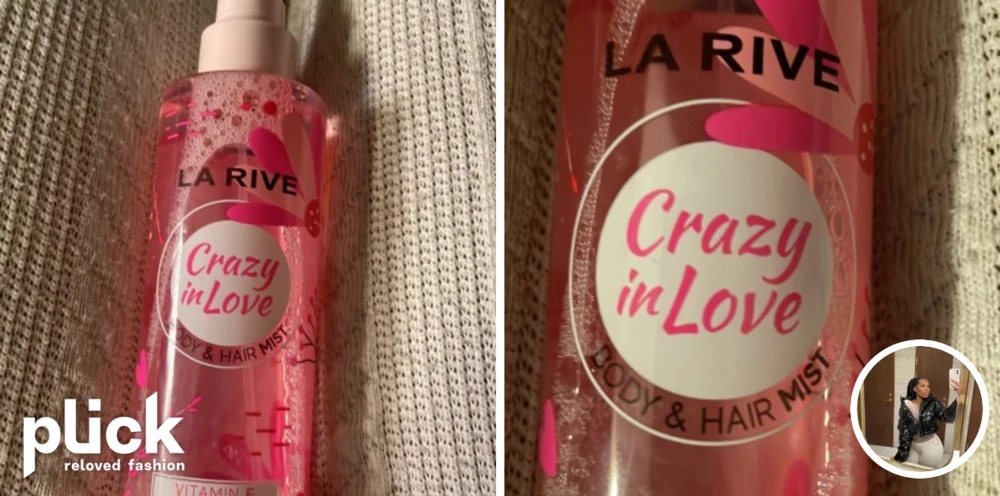 LA RIVE
Crazy
in Love
BODY & HAIR MIST
VITAMIN E
plick
reloved fashion
LA RIVE
Crazy
in Love
BODY & HAIR MIST